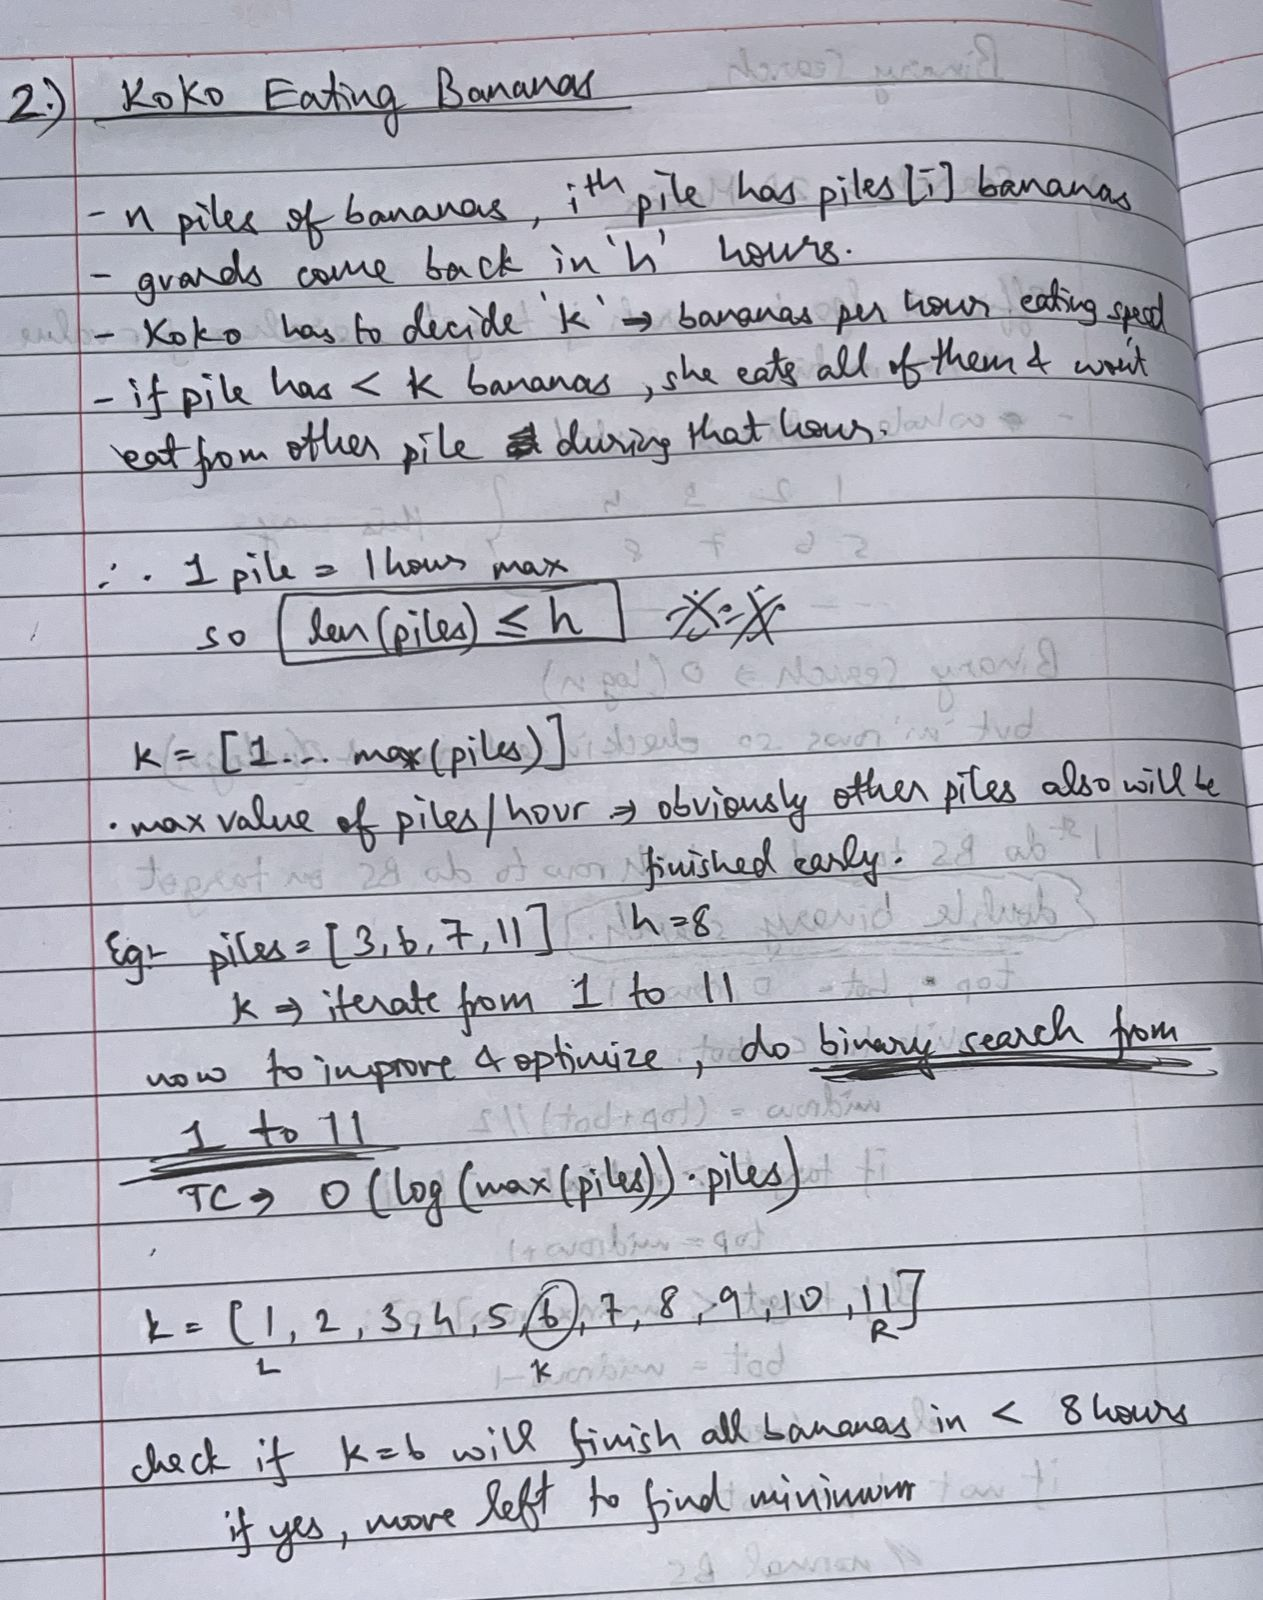 2.) Koko Eating Bananas
- n piles of bananas, ith pile has piles[i] bananas
- guards come back in 'h' hours.
- Koko has to decide 'k' → bananas per hour eating speed
- if pile has < k bananas, she eats all of them & won't
eat from other pile during that hour.
∴ 1 pile = 1 hour max
so len(piles) ≤ h
k = [1... max(piles)]
. max value of piles/hour → obviously other piles also will be
finished early.
Eg:- piles = [3, 6, 7, 11] h = 8
k → iterate from 1 to 11
now to improve & optimize, do binary search from
1 to 11
TC → O(log(max(piles)) · piles)
k = [1, 2, 3, 4, 5, 6, 7, 8, 9, 10, 11]
L K R
check if k=6 will finish all bananas in < 8 hours
if yes, move left to find minimum